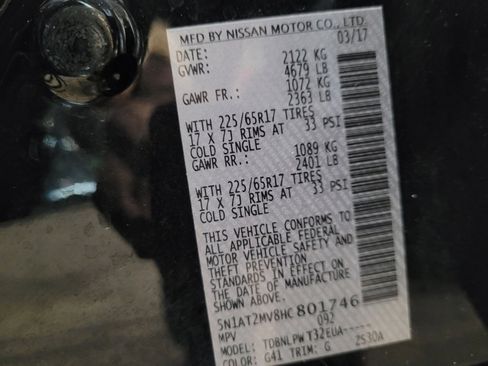 MFD BY NISSAN MOTOR CO., LTD.
DATE: 03/17
GVWR: 2122 KG
4679 LB
GAWR FR.: 1072 KG
2363 LB
WITH 225/65R17 TIRES
17 X 7J RIMS AT 33 PSI
COLD SINGLE
GAWR RR.: 1089 KG
2401 LB
WITH 225/65R17 TIRES
17 X 7J RIMS AT 33 PSI
COLD SINGLE
THIS VEHICLE CONFORMS TO
ALL APPLICABLE FEDERAL
MOTOR VEHICLE SAFETY AND
THEFT PREVENTION
STANDARDS IN EFFECT ON
THE DATE OF MANUFACTURE
SHOWN ABOVE.
5N1AT2MV8HC801746
MPV 092
MODEL: TDBNLPWT32EUA-----
COLOR: G41 TRIM: G 2530A